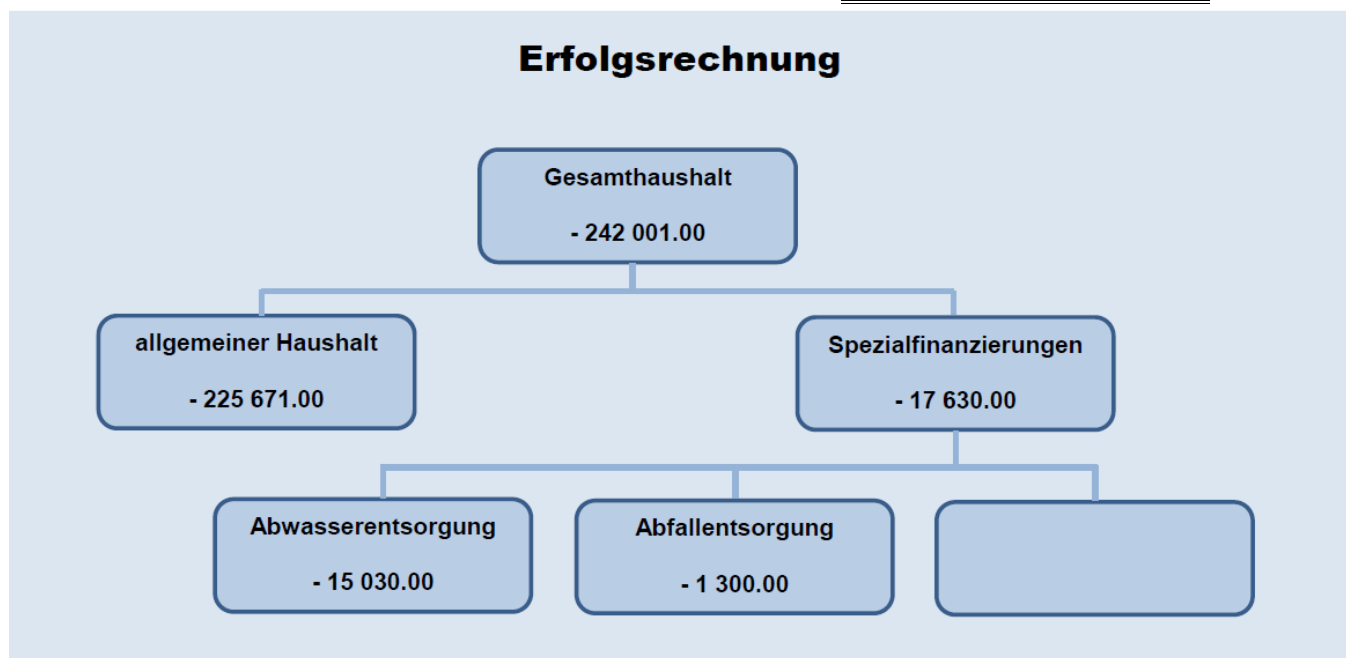 Erfolgsrechnung
Gesamthaushalt
- 242 001.00
allgemeiner Haushalt
- 225 671.00
Spezialfinanzierungen
- 17 630.00
Abwasserentsorgung
- 15 030.00
Abfallentsorgung
- 1 300.00